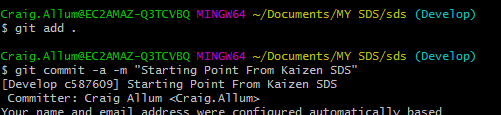 Craig.Allum@EC2AMAZ-Q3TCVBQ MINGW64 ~/Documents/MY SDS/sds (Develop)
$ git add .
Craig.Allum@EC2AMAZ-Q3TCVBQ MINGW64 ~/Documents/MY SDS/sds (Develop)
$ git commit -a -m "Starting Point From Kaizen SDS"
[Develop c587609] Starting Point From Kaizen SDS
Committer: Craig Allum <Craig.Allum>
Your name and email address were configured automatically based